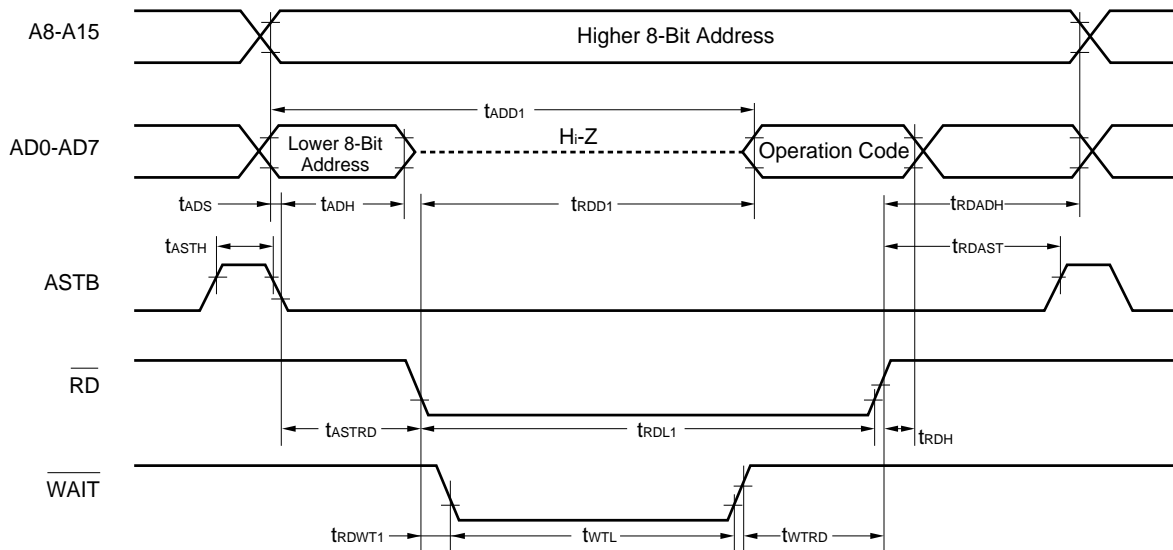 A8-A15
Higher 8-Bit Address
tADD1
AD0-AD7
Lower 8-Bit
Address
Hi-Z
Operation Code
tADS
tADH
tRDD1
tRDADH
tASTH
tRDAST
ASTB
RD
tASTRD
tRDL1
tRDH
WAIT
tRDWT1
tWTL
tWTRD